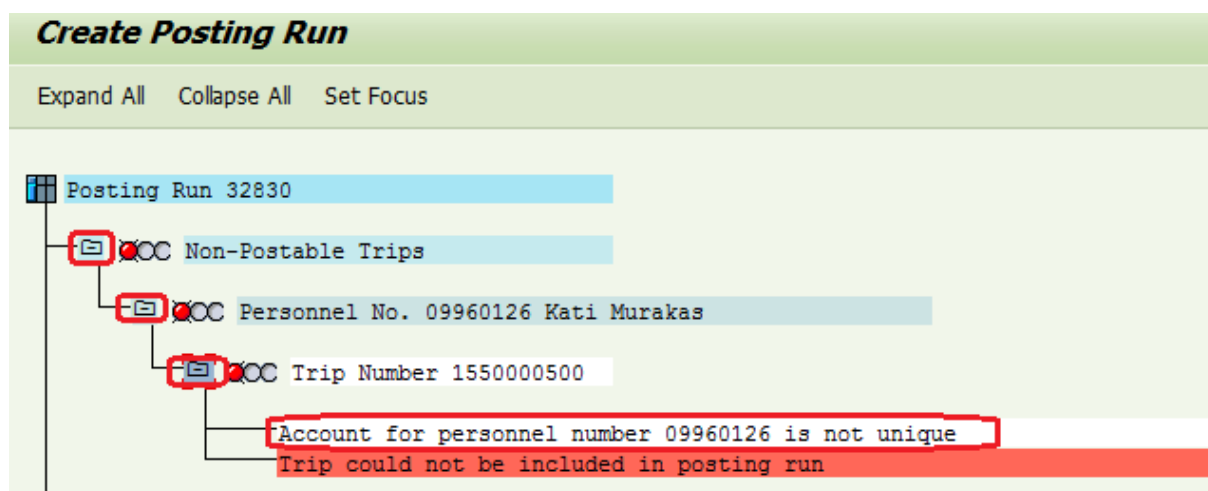 Create Posting Run
Expand All Collapse All Set Focus
Posting Run 32830
Non-Postable Trips
Personnel No. 09960126 Kati Murakas
Trip Number 1550000500
Account for personnel number 09960126 is not unique
Trip could not be included in posting run